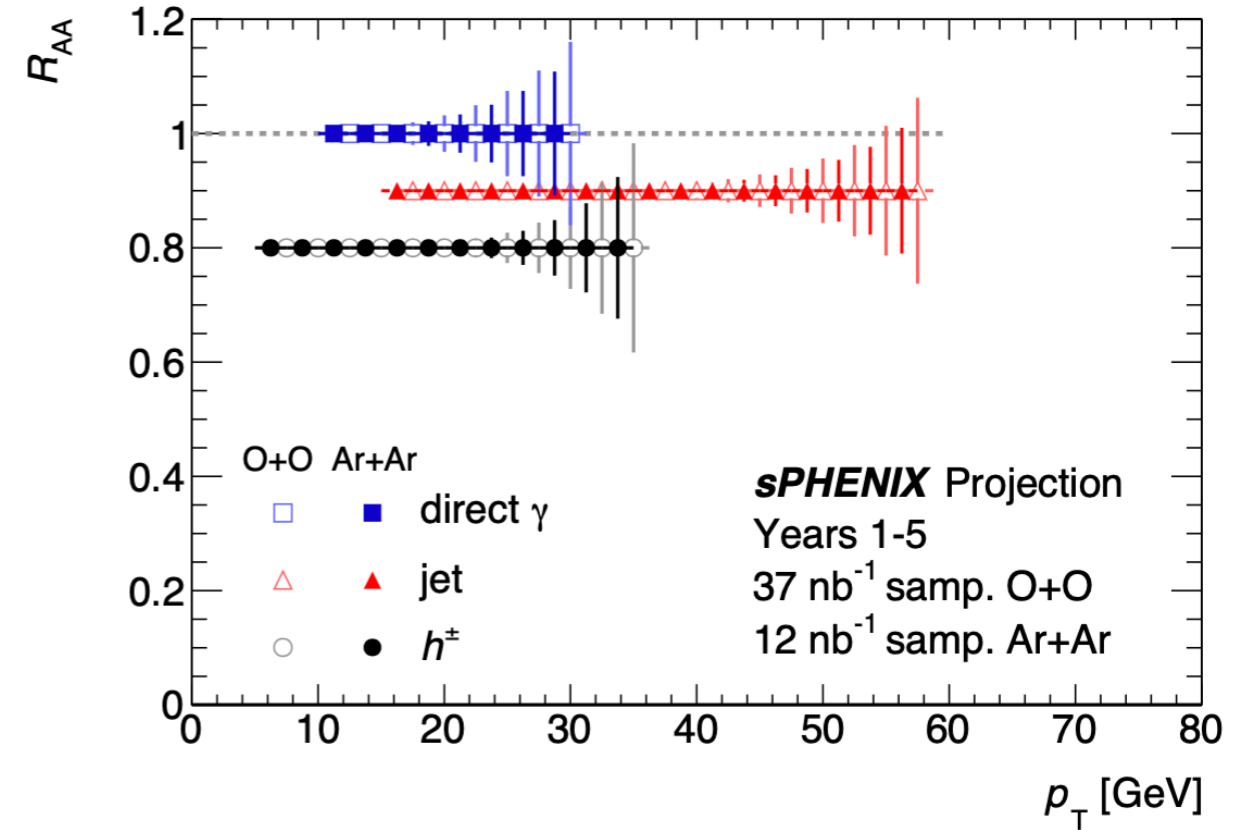 R_AA
1.2
1
0.8
0.6
0.4
0.2
0
O+O Ar+Ar
direct γ
jet
h^±
sPHENIX Projection
Years 1-5
37 nb^-1 samp. O+O
12 nb^-1 samp. Ar+Ar
0 10 20 30 40 50 60 70 80
p_T [GeV]